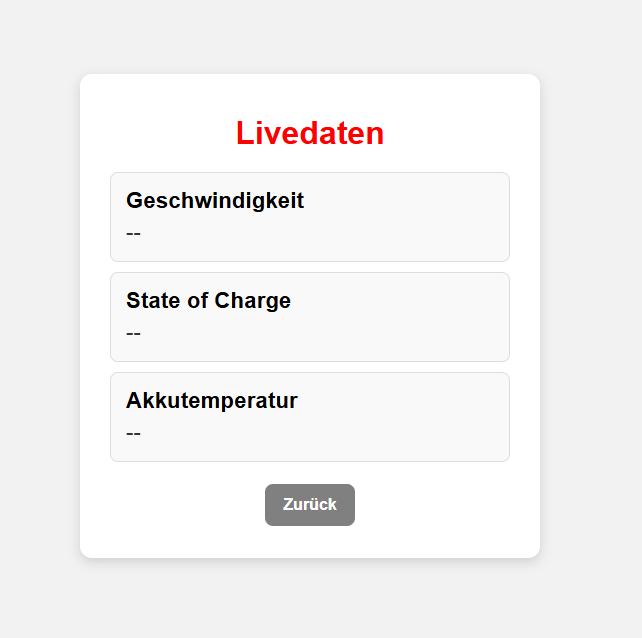 Livedaten
Geschwindigkeit
--
State of Charge
--
Akkutemperatur
--
Zurück